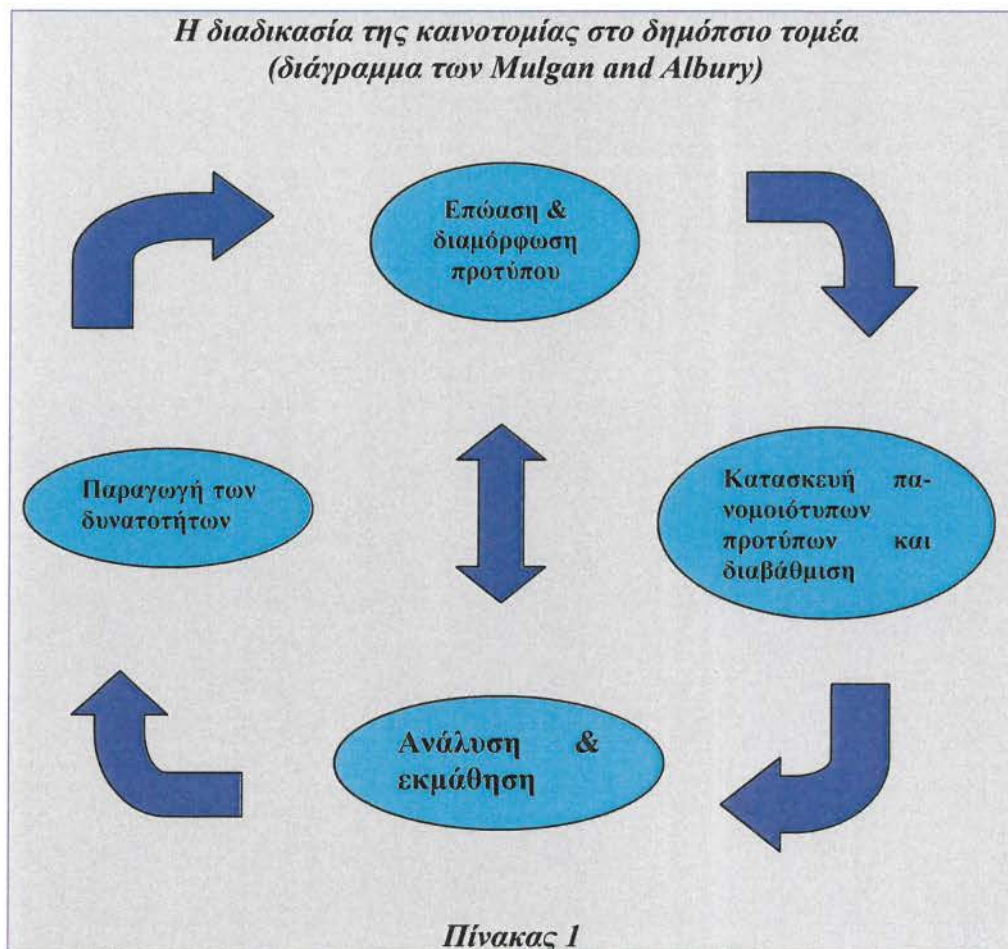 Η διαδικασία της καινοτομίας στο δημόπσιο τομέα
(διάγραμμα των Mulgan and Albury)
Επώαση &
διαμόρφωση
προτύπου
Παραγωγή των
δυνατοτήτων
Κατασκευή πα-
νομοιότυπων
προτύπων και
διαβάθμιση
Ανάλυση &
εκμάθηση
Πίνακας 1